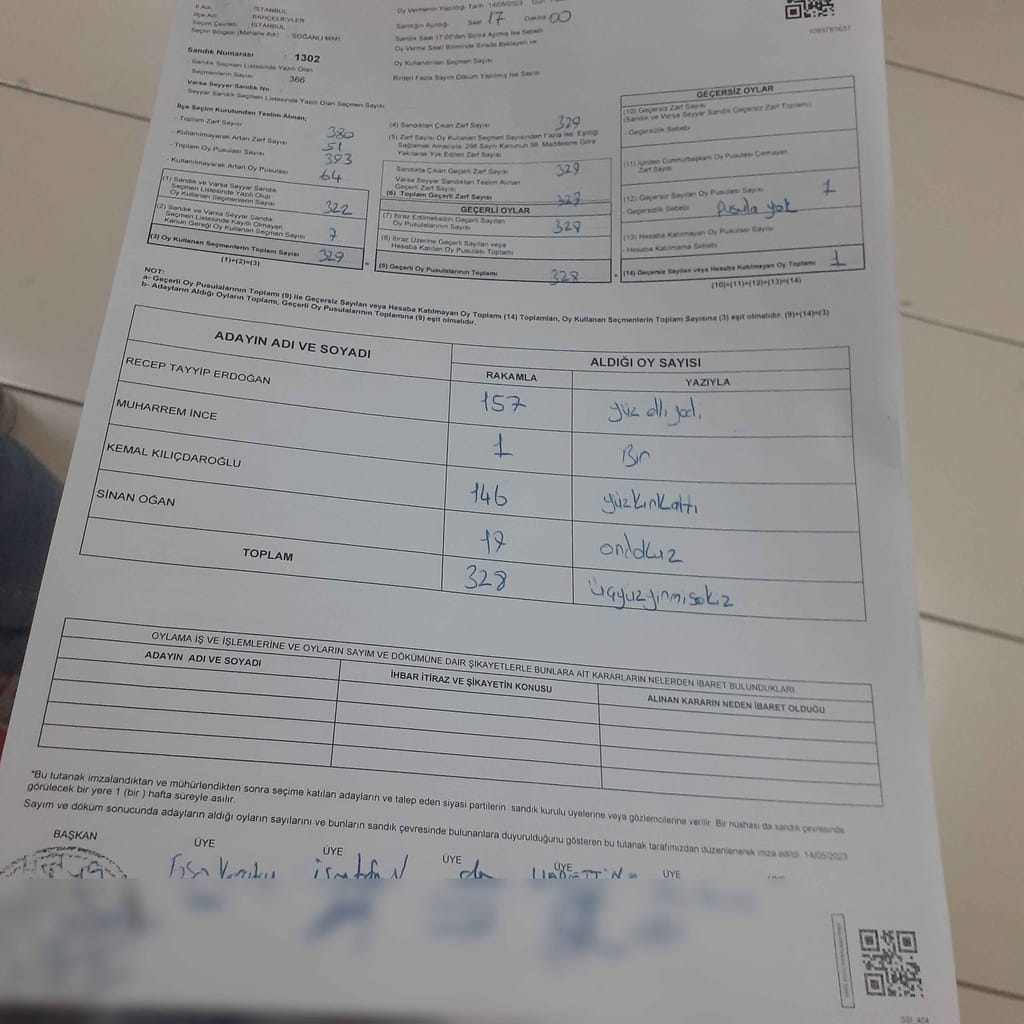 İl Adı : İSTANBUL
İlçe Adı : BAHÇELİEVLER
Seçim Çevresi : İSTANBUL
Seçim Bölgesi (Mahalle Adı) : SOĞANLI MAH.
Sandık Numarası : 1302
Sandık Seçmen Listesinde Yazılı Olan
Seçmenlerin Sayısı : 366
Varsa Seyyar Sandık No
Seyyar Sandık Seçmen Listesinde Yazılı Olan Seçmen Sayısı
Oy Vermenin Yapıldığı Tarih 14/05/2023
Sandığın Açıldığı Saat 17 Dakika 00
Sandık Saat 17:00'den Sonra Açılmış İse Sebebi
Oy Verme Saati Bitiminde Sırada Bekleyen ve
Oy Kullandırılan Seçmen Sayısı
Birden Fazla Sayım Döküm Yapılmış İse Sayısı
İlçe Seçim Kurulundan Teslim Alınan;
- Toplam Zarf Sayısı 380
- Kullanılmayarak Artan Zarf Sayısı 51
- Toplam Oy Pusulası Sayısı 393
- Kullanılmayarak Artan Oy Pusulası 64
(1) Sandık ve Varsa Seyyar Sandık
Seçmen Listesinde Yazılı Olup
Oy Kullanan Seçmenlerin Sayısı 322
(2) Sandık ve Varsa Seyyar Sandık
Seçmen Listesinde Kayıtlı Olmayan
Kanun Gereği Oy Kullanan Seçmen Sayısı 7
(3) Oy Kullanan Seçmenlerin Toplam Sayısı 329
(1)+(2)=(3)
(4) Sandıktan Çıkan Zarf Sayısı 329
(5) Zarf Sayısı Oy Kullanan Seçmen Sayısından Fazla İse, Eşitliği
Sağlamak Amacıyla, 298 Sayılı Kanunun 98. Maddesine Göre
Yakılarak Yok Edilen Zarf Sayısı
Sandıkta Çıkan Geçerli Zarf Sayısı 329
Varsa Seyyar Sandıktan Teslim Alınan
Geçerli Zarf Sayısı
(6) Toplam Geçerli Zarf Sayısı
GEÇERLİ OYLAR
(7) İtiraz Edilmeksizin Geçerli Sayılan
Oy Pusulalarının Sayısı 328
(8) İtiraz Üzerine Geçerli Sayılan veya
Hesaba Katılan Oy Pusulası Toplamı
(9) Geçerli Oy Pusulalarının Toplamı 328
GEÇERSİZ OYLAR
(10) Geçersiz Zarf Sayısı
(Sandık ve Varsa Seyyar Sandık Geçersiz Zarf Toplamı)
Geçersizlik Sebebi
(11) İçinden Cumhurbaşkanı Oy Pusulası Çıkmayan
Zarf Sayısı
(12) Geçersiz Sayılan Oy Pusulası Sayısı 1
Geçersizlik Sebebi Pusula yok
(13) Hesaba Katılmayan Oy Pusulası Sayısı
Hesaba Katılmama Sebebi
(14) Geçersiz Sayılan veya Hesaba Katılmayan Oy Toplamı 1
(10)+(11)+(12)+(13)=(14)
NOT:
a- Geçerli Oy Pusulalarının Toplamı (9) ile Geçersiz Sayılan veya Hesaba Katılmayan Oy Toplamı (14) Toplamları, Oy Kullanan Seçmenlerin Toplam Sayısına (3) eşit olmalıdır. (9)+(14)=(3)
b- Adayların Aldığı Oyların Toplamı, Geçerli Oy Pusulalarının Toplamına (9) eşit olmalıdır.
ADAYIN ADI VE SOYADI ALDIĞI OY SAYISI
RAKAMLA YAZIYLA
RECEP TAYYİP ERDOĞAN 157 yüz elli yedi
MUHARREM İNCE 1 Bir
KEMAL KILIÇDAROĞLU 146 yüzkırkaltı
SİNAN OĞAN ondokuz
TOPLAM 328 üçyüzyirmisekiz
OYLAMA İŞ VE İŞLEMLERİNE VE OYLARIN SAYIM VE DÖKÜMÜNE DAİR ŞİKAYETLERLE BUNLARA AİT KARARLARIN NELERDEN İBARET BULUNDUKLARI
ADAYIN ADI VE SOYADI İHBAR İTİRAZ VE ŞİKAYETİN KONUSU ALINAN KARARIN NEDEN İBARET OLDUĞU
*Bu tutanak imzalandıktan ve mühürlendikten sonra seçime katılan adayların ve talep eden siyasi partilerin sandık kurulu üyelerine veya gözlemcilerine verilir. Bir nüshası da sandık çevresinde
görülecek bir yere 1 (bir ) hafta süreyle asılır.
Sayım ve döküm sonucunda adayların aldığı oyların sayılarını ve bunların sandık çevresinde bulunanlara duyurulduğunu gösteren bu tutanak tarafımızdan düzenlenerek imza edildi. 14/05/2023
BAŞKAN ÜYE ÜYE ÜYE ÜYE ÜYE